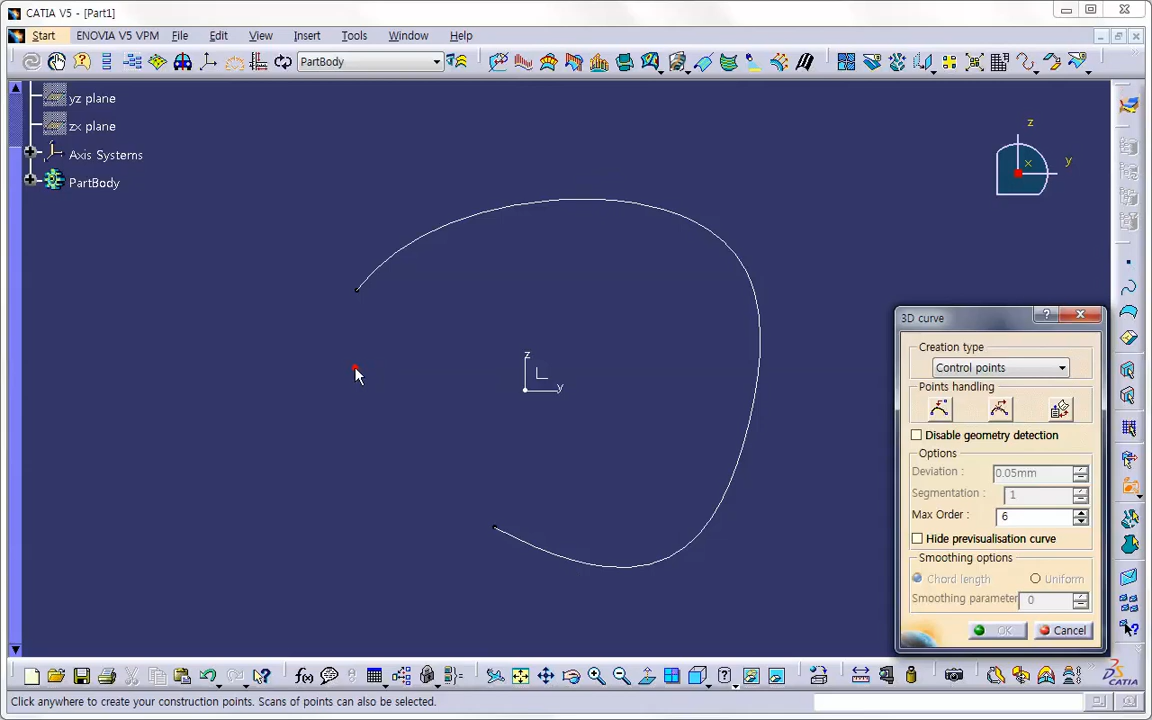 CATIA V5 - [Part1]
Start ENOVIA V5 VPM File Edit View Insert Tools Window Help
PartBody
yz plane
zx plane
Axis Systems
PartBody
z
y
x
z
y
3D curve
Creation type
Control points
Points handling
Disable geometry detection
Options
Deviation : 0.05mm
Segmentation : 1
Max Order : 6
Hide previsualisation curve
Smoothing options
Chord length Uniform
Smoothing parameter 0
OK Cancel
f(x)
CATIA
Click anywhere to create your construction points. Scans of points can also be selected.